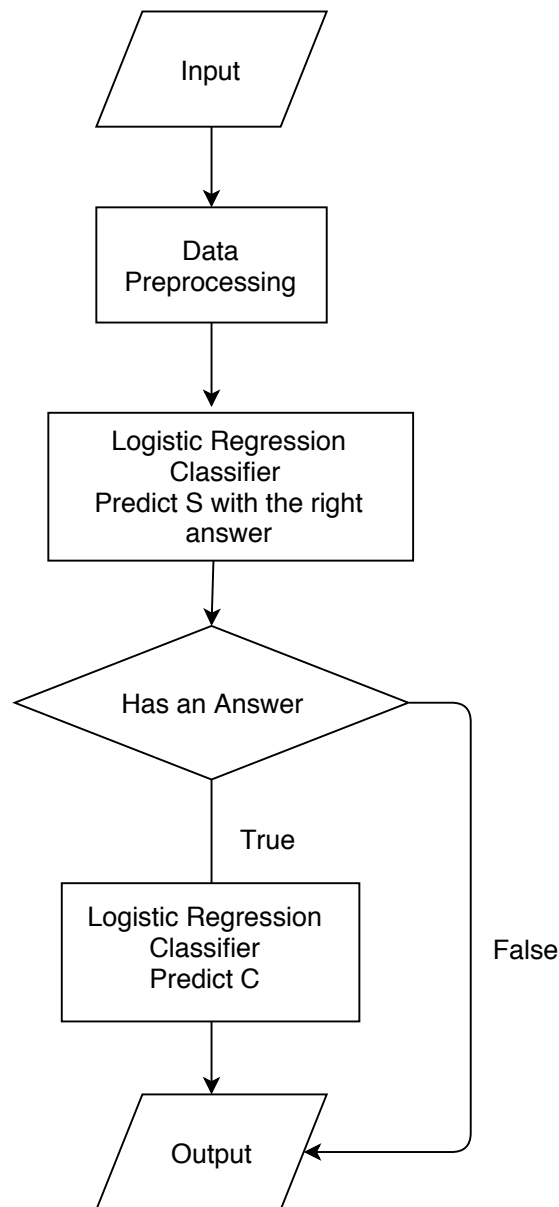 Input
Data
Preprocessing
Logistic Regression
Classifier
Predict S with the right
answer
Has an Answer
True
Logistic Regression
Classifier
Predict C
False
Output